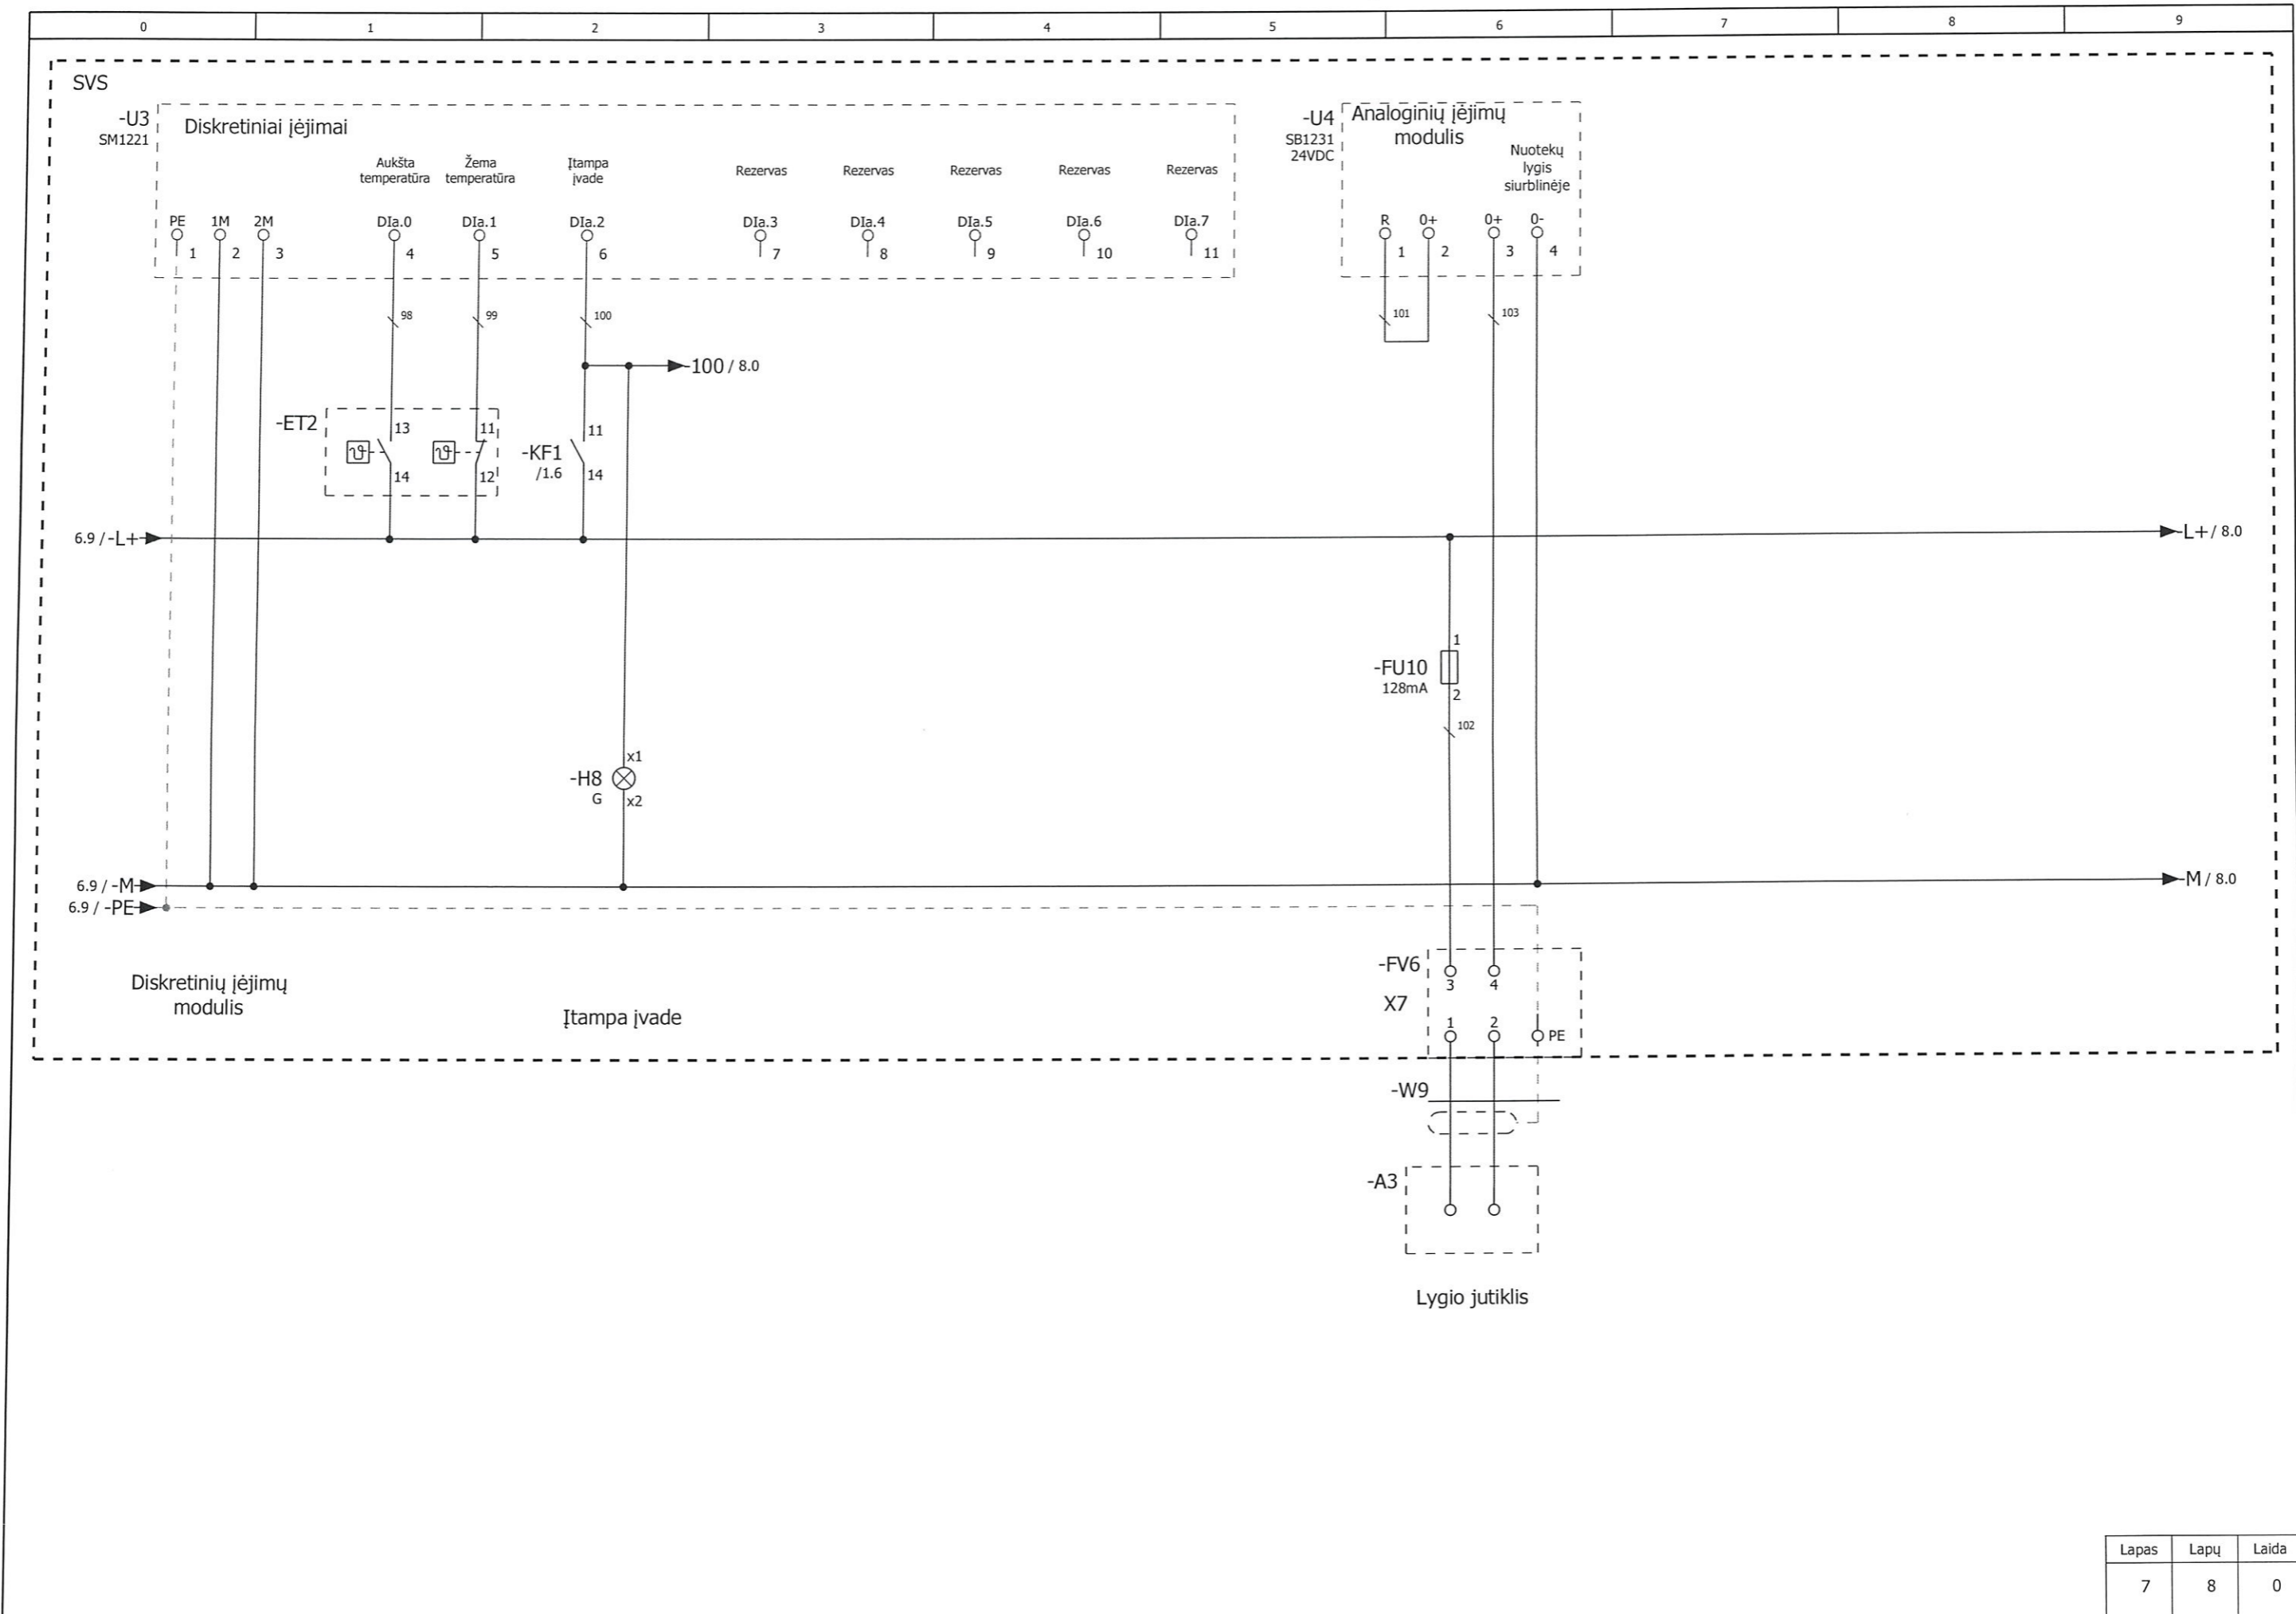 0 1 2 3 4 5 6 7 8 9
SVS
-U3
SM1221
Diskretiniai įėjimai
Aukšta
temperatūra
Žema
temperatūra
Įtampa
įvade
Rezervas
Rezervas
Rezervas
Rezervas
Rezervas
PE 1M 2M DIa.0 DIa.1 DIa.2 DIa.3 DIa.4 DIa.5 DIa.6 DIa.7
1 2 3 4 5 6 7 8 9 10 11
-U4
SB1231
24VDC
Analoginių įėjimų
modulis
Nuotekų
lygis
siurblinėje
R 0+ 0+ 0-
1 2 3 4
98 99 100 101 103
-100 / 8.0
-ET2
13
14
11
12
-KF1
/1.6
11
14
6.9 / -L+
-L+ / 8.0
-FU10
128mA
1
2
102
-H8
G
x1
x2
6.9 / -M
-M / 8.0
6.9 / -PE
Diskretinių įėjimų
modulis
Įtampa įvade
-FV6
3 4
X7
1 2 PE
-W9
-A3
Lygio jutiklis
Lapas Lapų Laida
7 8 0